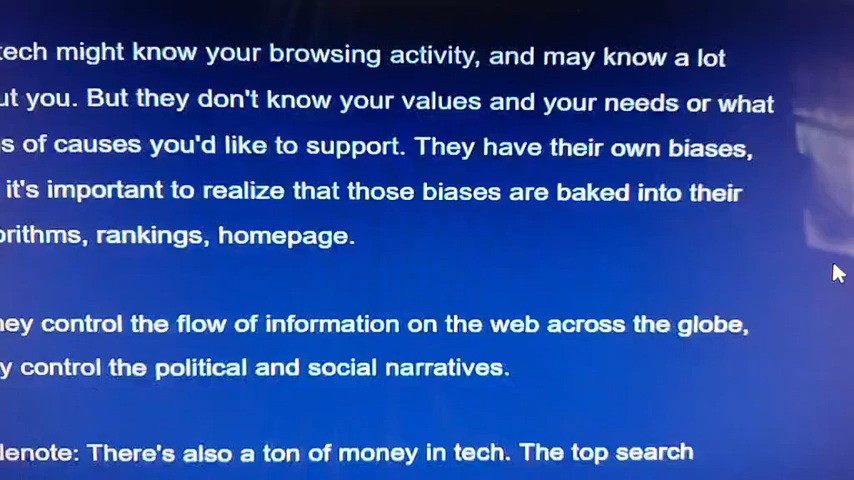 tech might know your browsing activity, and may know a lot
ut you. But they don't know your values and your needs or what
s of causes you'd like to support. They have their own biases,
it's important to realize that those biases are baked into their
orithms, rankings, homepage.
ney control the flow of information on the web across the globe,
y control the political and social narratives.
lenote: There's also a ton of money in tech. The top search